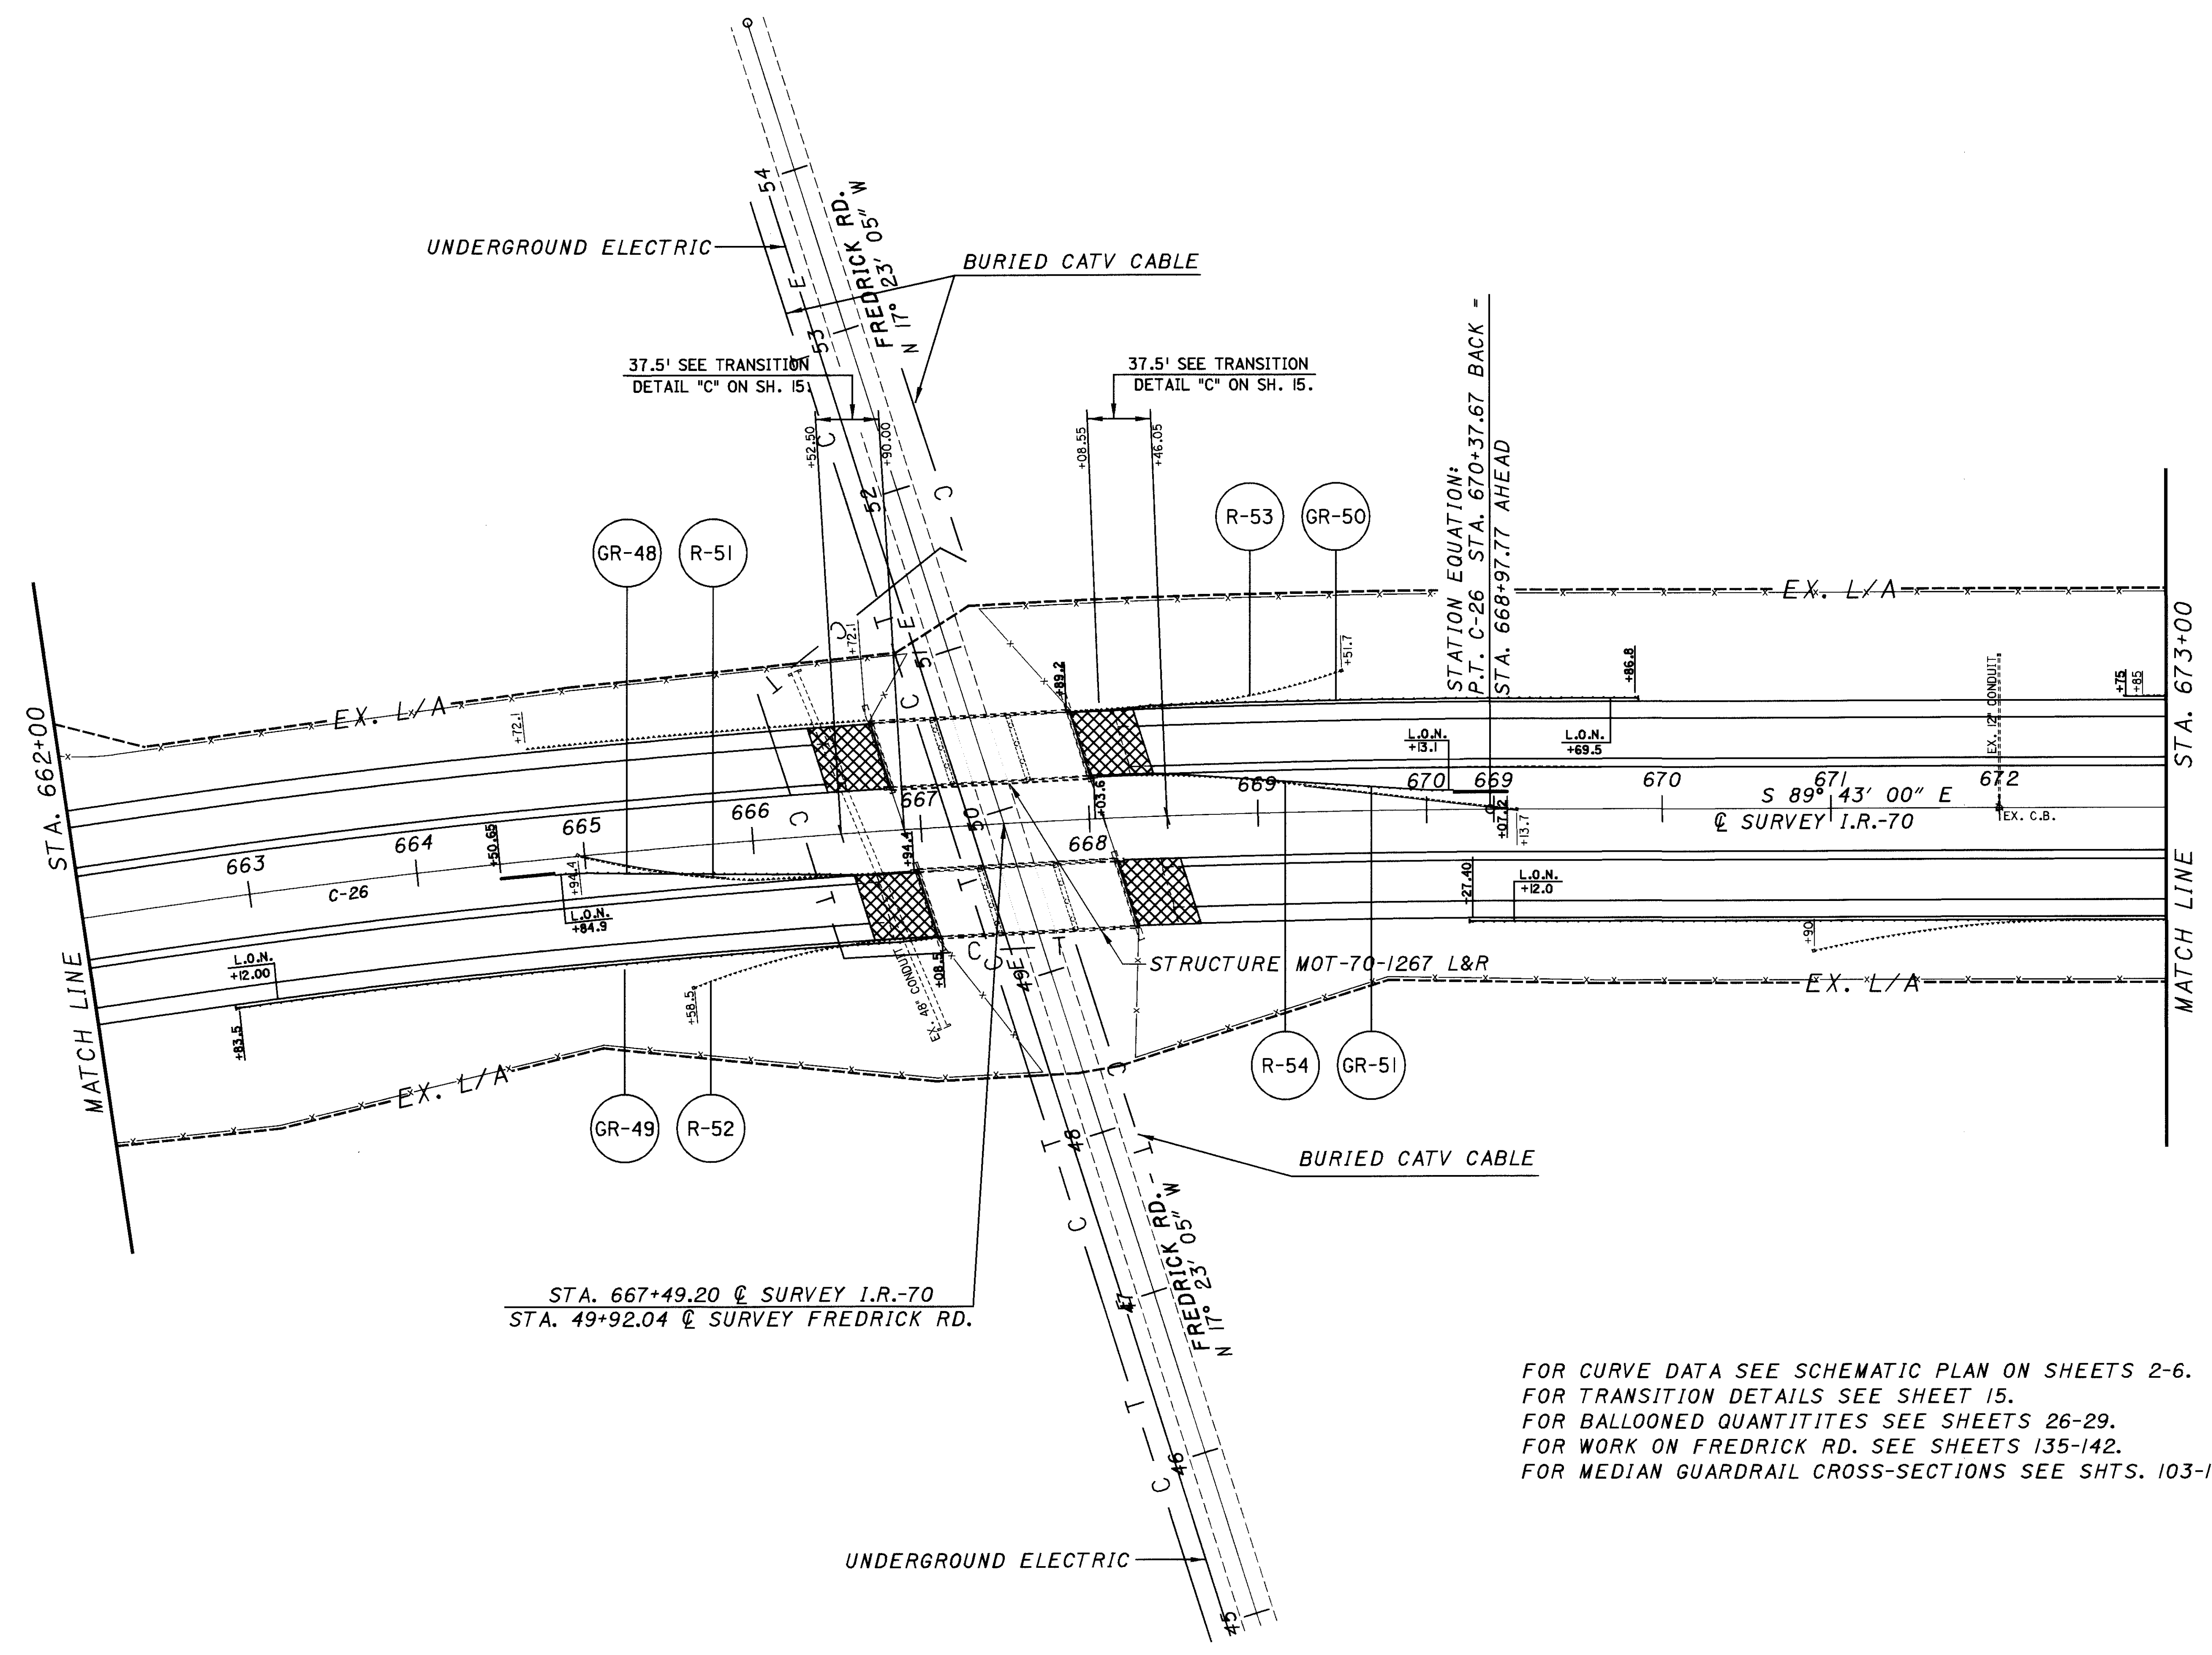 54
FREDRICK RD.
N 17° 23' 05" W
UNDERGROUND ELECTRIC
BURIED CATV CABLE
E
53
37.5' SEE TRANSITION
DETAIL "C" ON SH. 15.
37.5' SEE TRANSITION
DETAIL "C" ON SH. 15.
+52.50
+90.00
+08.55
+46.05
C
C
52
STATION EQUATION:
P.T. C-26 STA. 670+37.67 BACK =
STA. 668+97.77 AHEAD
GR-48
R-51
R-53
GR-50
EX. L/A
STA. 662+00
MATCH LINE
STA. 673+00
MATCH LINE
T
C
+72.1
E
51
+51.7
+89.2
+86.8
T
EX. L/A
C
+72.1
EX. 12" CONDUIT
+75
+85
L.O.N.
+13.1
L.O.N.
+69.5
663
664
665
666
667
668
669
670
669
670
671
672
S 89° 43' 00" E
℄ SURVEY I.R.-70
EX. C.B.
C-26
C
50
+03.6
+07.2
+13.7
+50.65
+94.4
+94.4
L.O.N.
+84.9
T
T
+27.40
L.O.N.
+12.0
+90
L.O.N.
+12.00
+83.5
+58.5
EX. 48" CONDUIT
+08.5
C
C
E
T
49
STRUCTURE MOT-70-1267 L&R
EX. L/A
EX. L/A
R-54
GR-51
GR-49
R-52
C
T
48
T
BURIED CATV CABLE
FREDRICK RD.
N 17° 23' 05" W
C
STA. 667+49.20 ℄ SURVEY I.R.-70
STA. 49+92.04 ℄ SURVEY FREDRICK RD.
T
46
C
UNDERGROUND ELECTRIC
45
FOR CURVE DATA SEE SCHEMATIC PLAN ON SHEETS 2-6.
FOR TRANSITION DETAILS SEE SHEET 15.
FOR BALLOONED QUANTITITES SEE SHEETS 26-29.
FOR WORK ON FREDRICK RD. SEE SHEETS 135-142.
FOR MEDIAN GUARDRAIL CROSS-SECTIONS SEE SHTS. 103-1